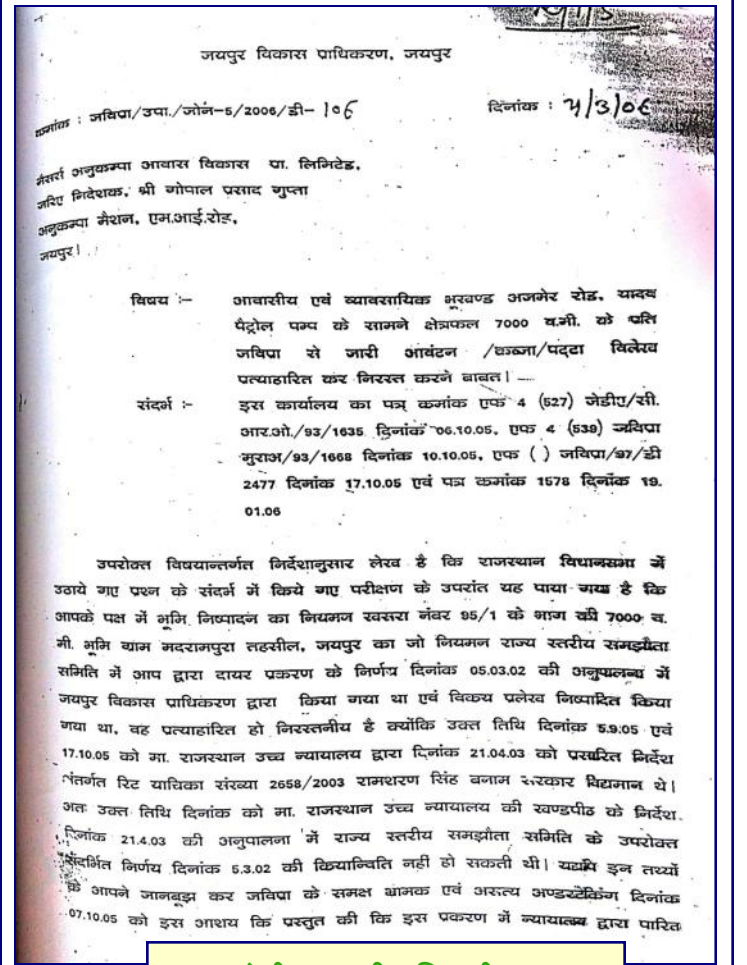 जयपुर विकास प्राधिकरण, जयपुर
क्रमांक : जविप्रा/उपा./जोन-5/2006/डी- 106
दिनांक : 4/3/06
मैसर्स अनुकम्पा आवास विकास प्रा. लिमिटेड,
जरिए निदेशक, श्री गोपाल प्रसाद गुप्ता
अनुकम्पा मैशन, एम.आई.रोड,
जयपुर।
विषय :- आवासीय एवं व्यावसायिक भूखण्ड अजमेर रोड, यादव
पैट्रोल पम्प के सामने क्षेत्रफल 7000 व.मी. के प्रति
जविप्रा से जारी आवंटन /कब्जा/पट्टा विलेख
प्रत्याहारित कर निरस्त करने बाबत।
संदर्भ :- इस कार्यालय का पत्र् कमांक एफ 4 (527) जेडीए/सी.
आर.ओ./93/1635 दिनांक 06.10.05, एफ 4 (539) जविप्रा
मुराअ/93/1668 दिनांक 10.10.05, एफ ( ) जविप्रा/97/डी
2477 दिनांक 17.10.05 एवं पत्र कमांक 1578 दिनांक 19.
01.06
उपरोक्त विषयान्तर्गत निर्देशानुसार लेख है कि राजस्थान विधानसभा में
उठाये गए प्रश्न के संदर्भ में किये गए परीक्षण के उपरांत यह पाया गया है कि
आपके पक्ष में भूमि निष्पादन का नियमन खसरा नंबर 95/1 के भाग की 7000 व.
मी. भूमि ग्राम मदरामपुरा तहसील, जयपुर का जो नियमन राज्य स्तरीय समझौता
समिति में आप द्वारा दायर प्रकरण के निर्णय दिनांक 05.03.02 की अनुपालना में
जयपुर विकास प्राधिकरण द्वारा किया गया था एवं विकय प्रलेख निष्पादित किया
गया था, वह प्रत्याहारित हो निरस्तनीय है क्योंकि उक्त तिथि दिनांक 5.9.05 एवं
17.10.05 को मा. राजस्थान उच्च न्यायालय द्वारा दिनांक 21.04.03 को प्रसारित निर्देश
अंतर्गत रिट याचिका संख्या 2658/2003 रामशरण सिंह बनाम सरकार विद्यमान थे।
अतः उक्त तिथि दिनांक को मा. राजस्थान उच्च न्यायालय की खण्डपीठ के निर्देश
दिनांक 21.4.03 की अनुपालना में राज्य स्तरीय समझौता समिति के उपरोक्त
संदर्भित निर्णय दिनांक 5.3.02 की कियान्विति नहीं हो सकती थी। यद्यपि इन तथ्यों
के आपने जानबूझ कर जविप्रा के समक्ष भ्रामक एवं असत्य अण्डरटेकिंग दिनांक
07.10.05 को इस आशय कि प्रस्तुत की कि इस प्रकरण में न्यायालय द्वारा पारित